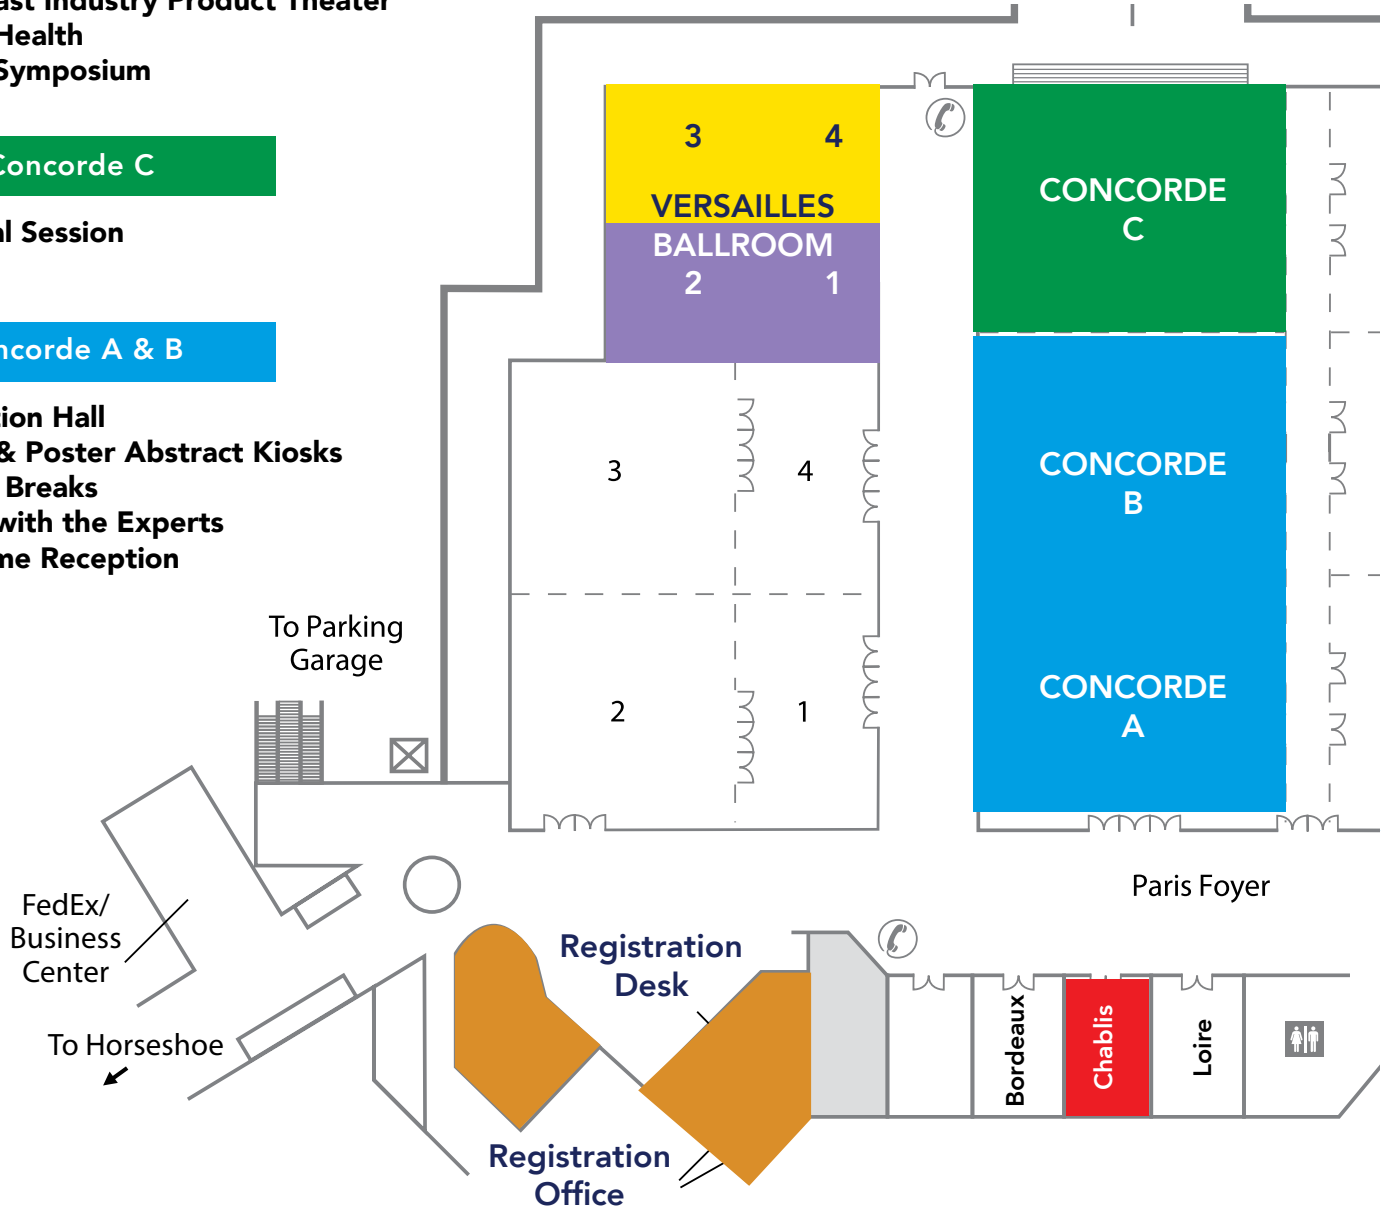 ast Industry Product Theater
Health
Symposium
Concorde C
al Session
ncorde A & B
tion Hall
& Poster Abstract Kiosks
Breaks
with the Experts
me Reception
3 4
VERSAILLES
BALLROOM
2 1
CONCORDE
C
CONCORDE
B
CONCORDE
A
3 4
2 1
To Parking
Garage
FedEx/
Business
Center
To Horseshoe
Paris Foyer
Registration
Desk
Registration
Office
Bordeaux
Chablis
Loire